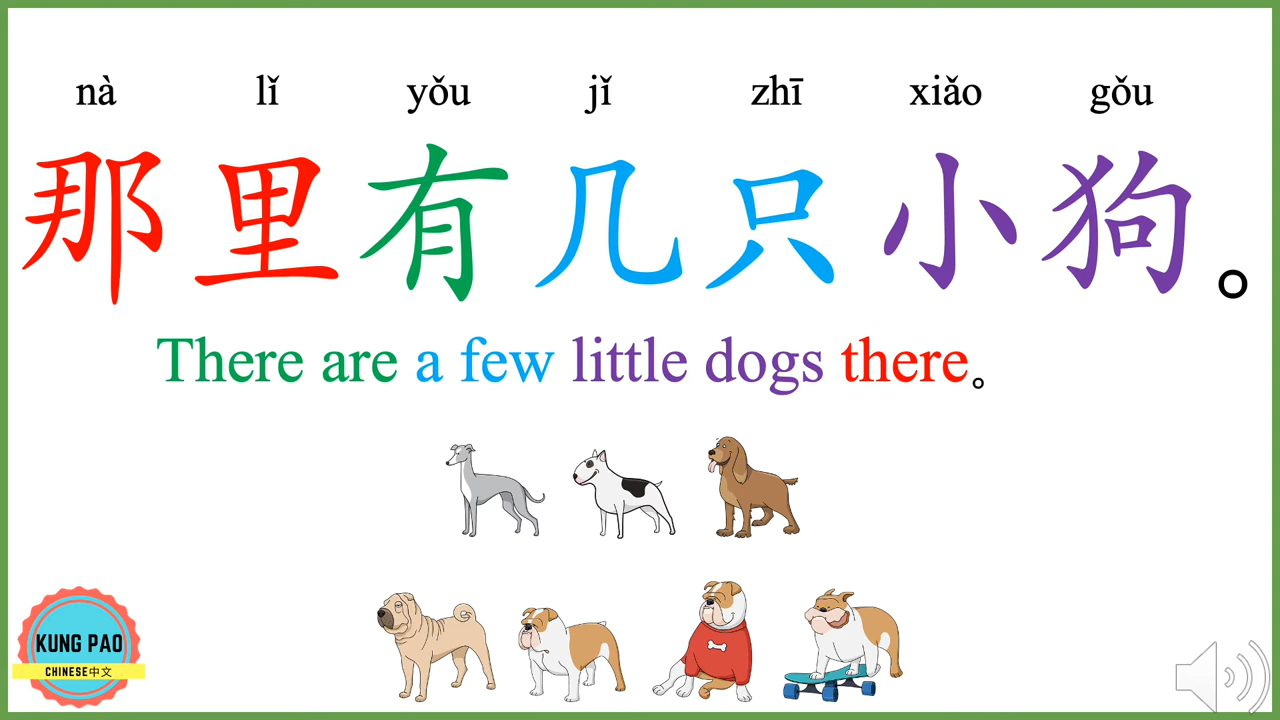 nà lǐ yǒu jǐ zhī xiǎo gǒu
那里有几只小狗。
There are a few little dogs there。
KUNG PAO
CHINESE中文